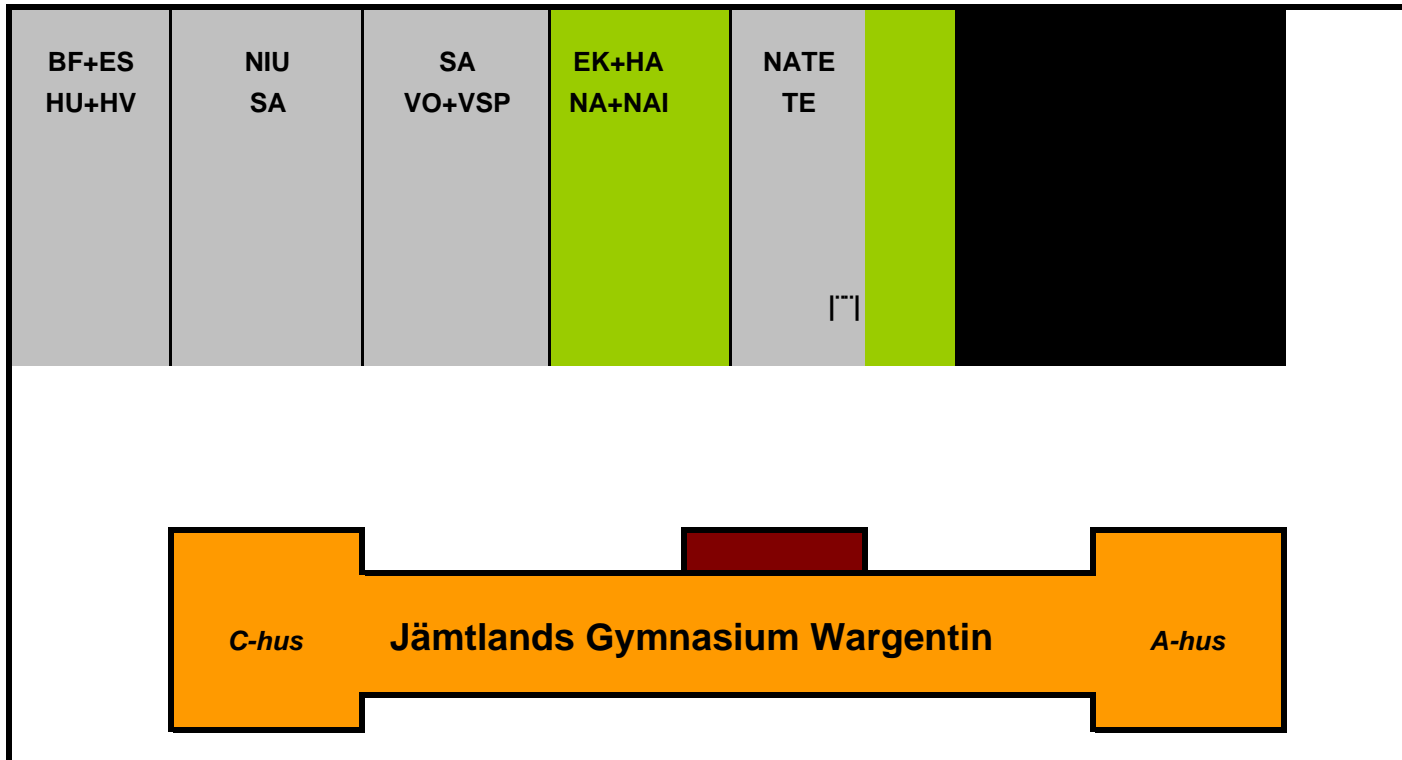 BF+ES NIU SA EK+HA NATE
HU+HV SA VO+VSP NA+NAI TE
C-hus Jämtlands Gymnasium Wargentin A-hus